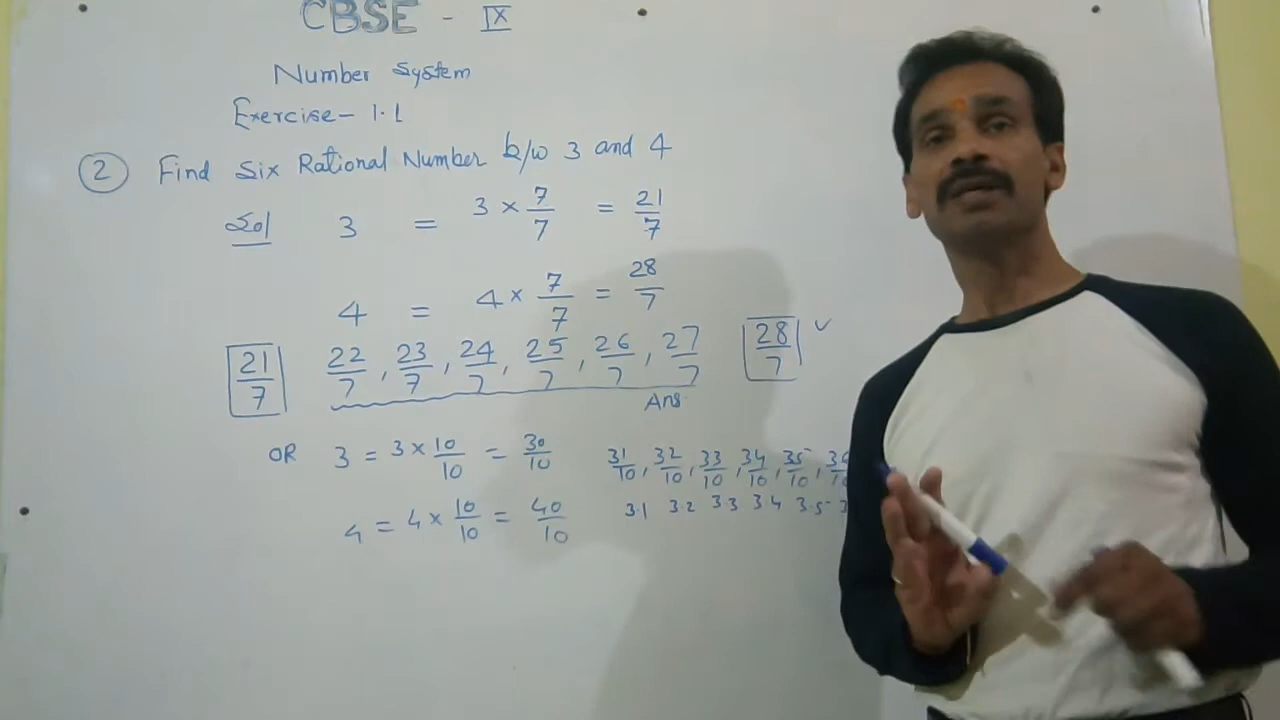 CBSE - IX
Number System
Exercise - 1.1
2 Find Six Rational Number b/w 3 and 4
Sol 3 = 3 × 7/7 = 21/7
4 = 4 × 7/7 = 28/7
21/7 22/7, 23/7, 24/7, 25/7, 26/7, 27/7 28/7 ✓
Ans
OR 3 = 3 × 10/10 = 30/10 31/10, 32/10, 33/10, 34/10, 35/10,
4 = 4 × 10/10 = 40/10 3.1 3.2 3.3 3.4 3.5